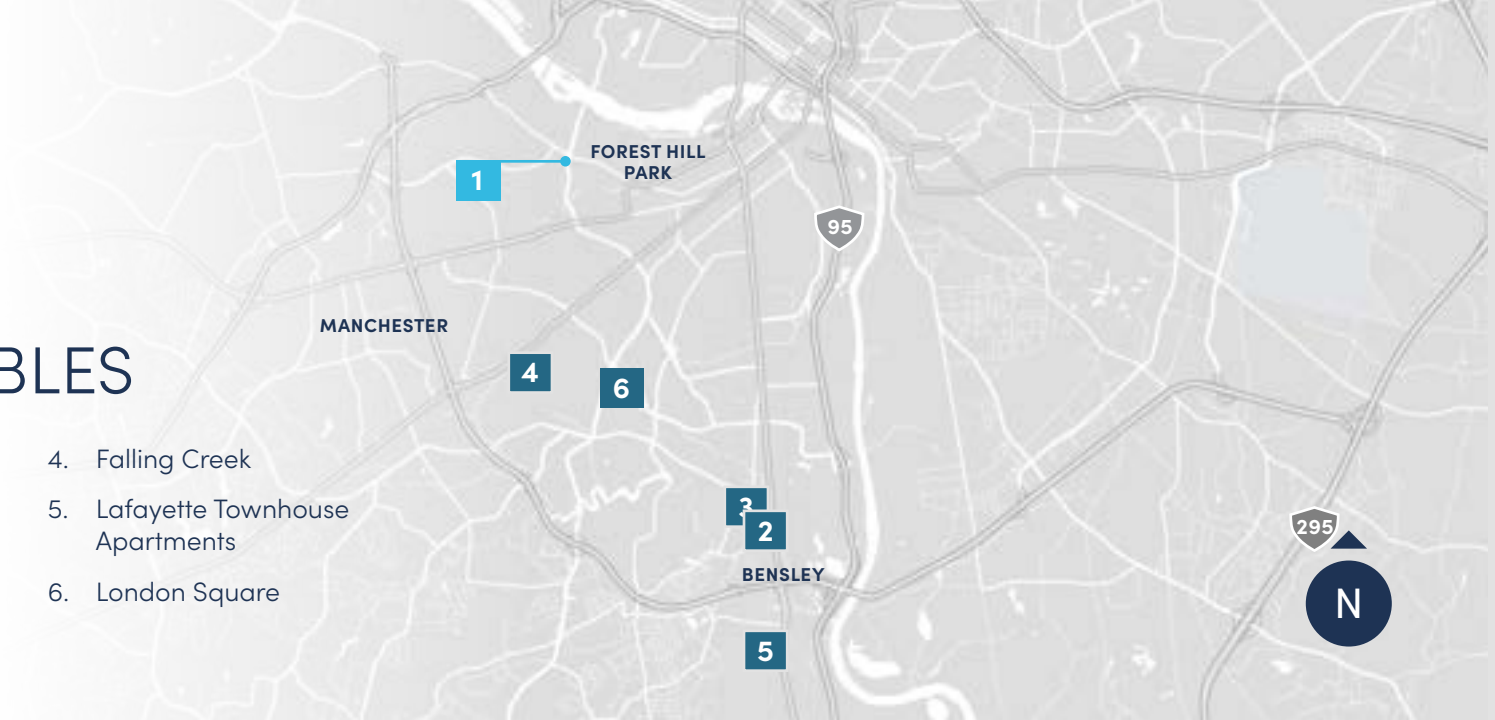 FOREST HILL
PARK
1
95
MANCHESTER
BLES
4
6
4. Falling Creek
5. Lafayette Townhouse
Apartments
6. London Square
3
2
BENSLEY
5
295
N